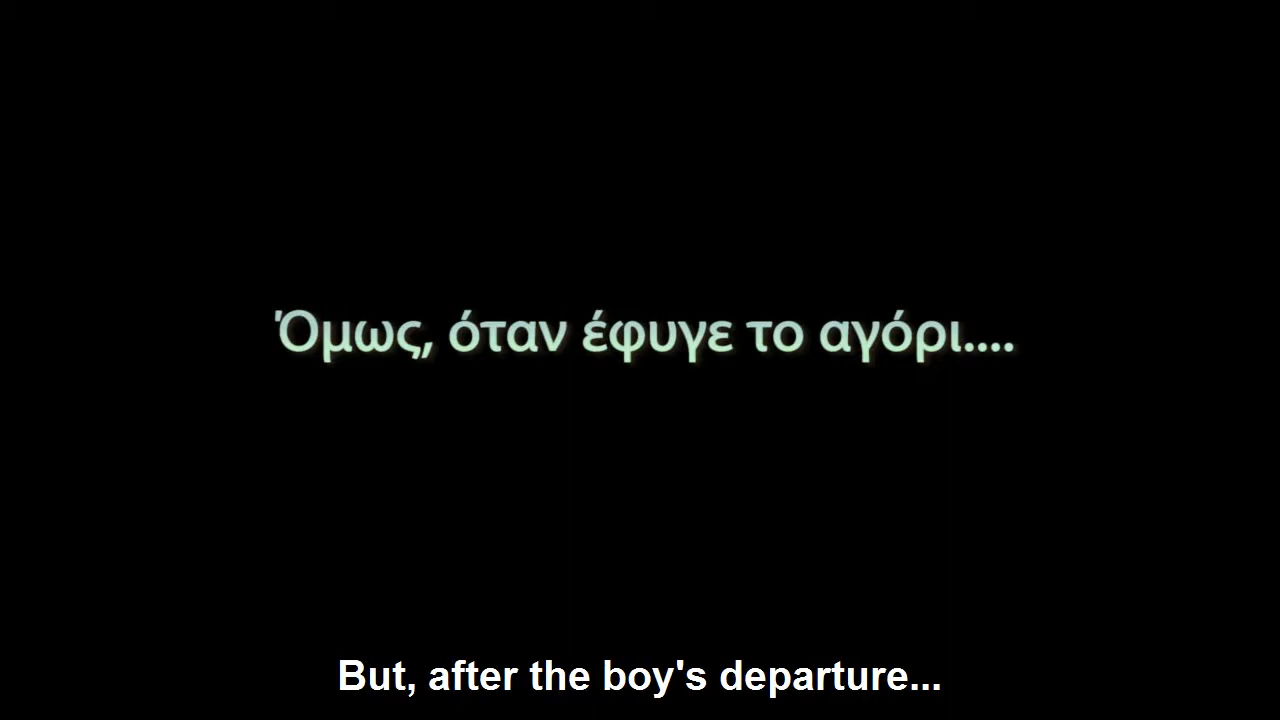 Όμως, όταν έφυγε το αγόρι....
But, after the boy's departure...